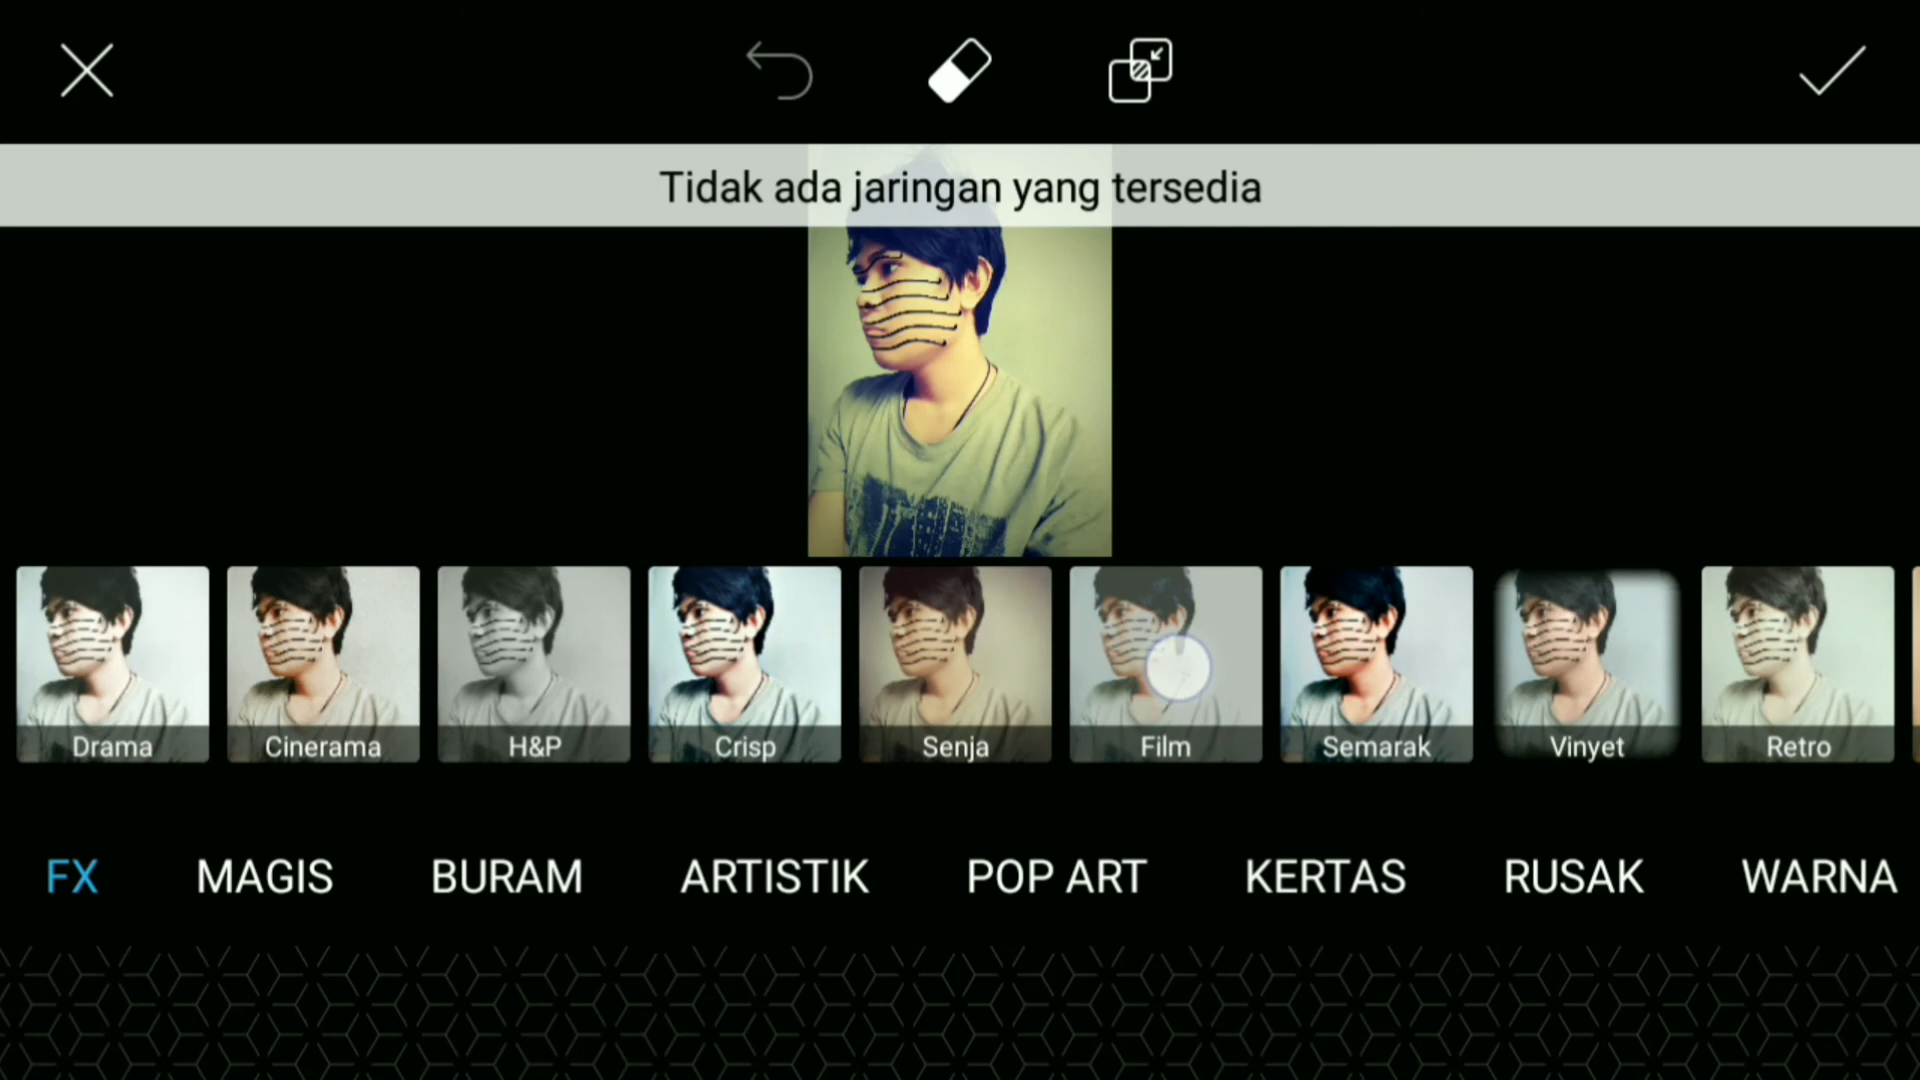 Tidak ada jaringan yang tersedia
Drama
Cinerama
H&P
Crisp
Senja
Film
Semarak
Vinyet
Retro
FX
MAGIS
BURAM
ARTISTIK
POP ART
KERTAS
RUSAK
WARNA